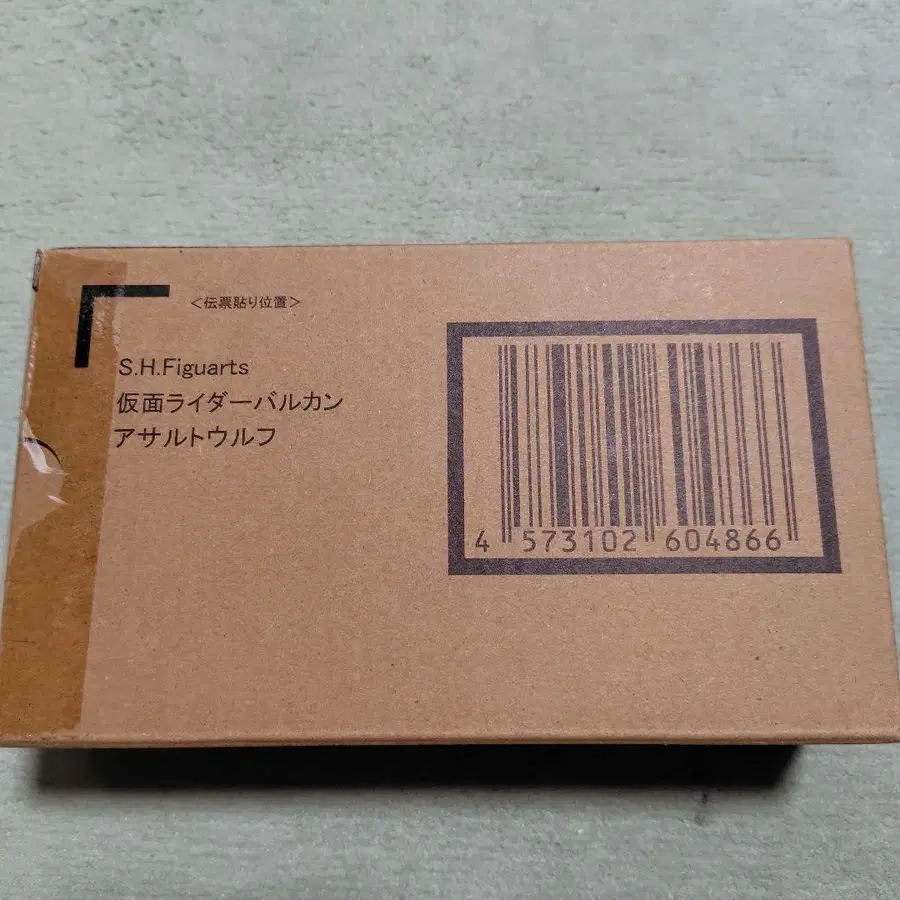 <伝票貼り位置>
S.H.Figuarts
仮面ライダーバルカン
アサルトウルフ
4 573102 604866